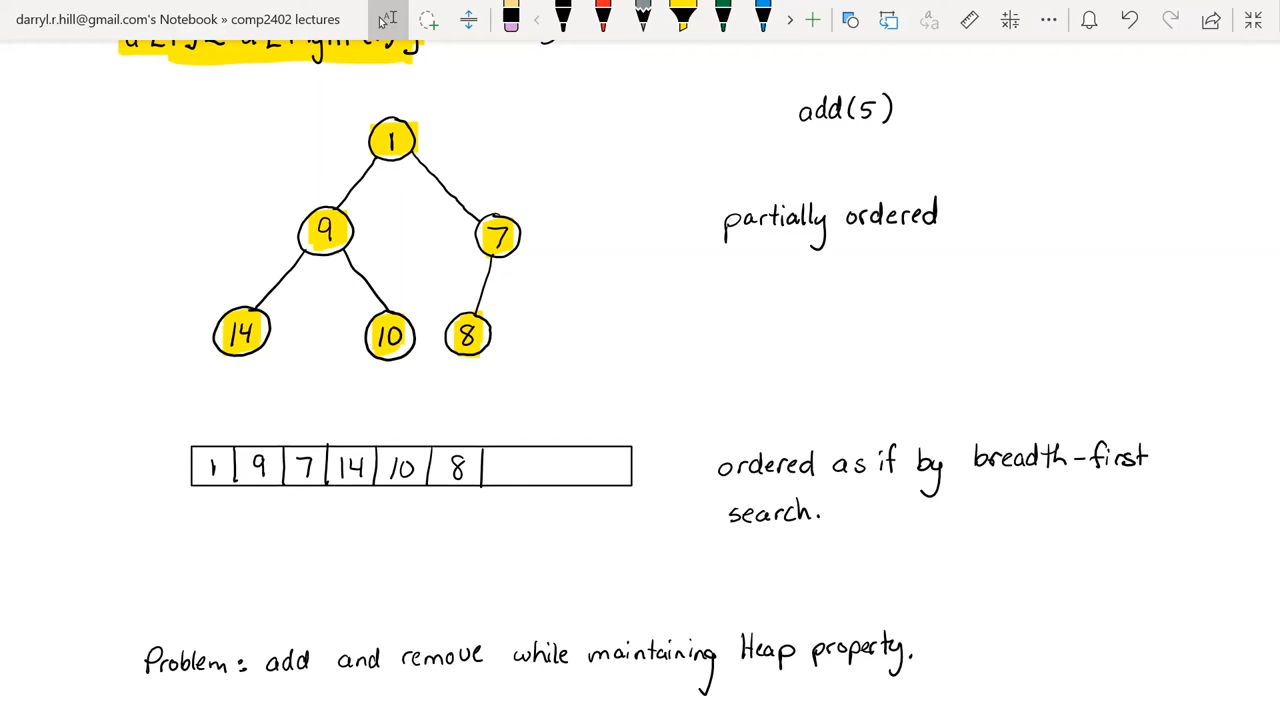 darryl.r.hill@gmail.com's Notebook » comp2402 lectures
add(5)
1
partially ordered
9
7
14
10
8
1 9 7 14 10 8
ordered as if by breadth-first
search.
Problem: add and remove while maintaining Heap property.